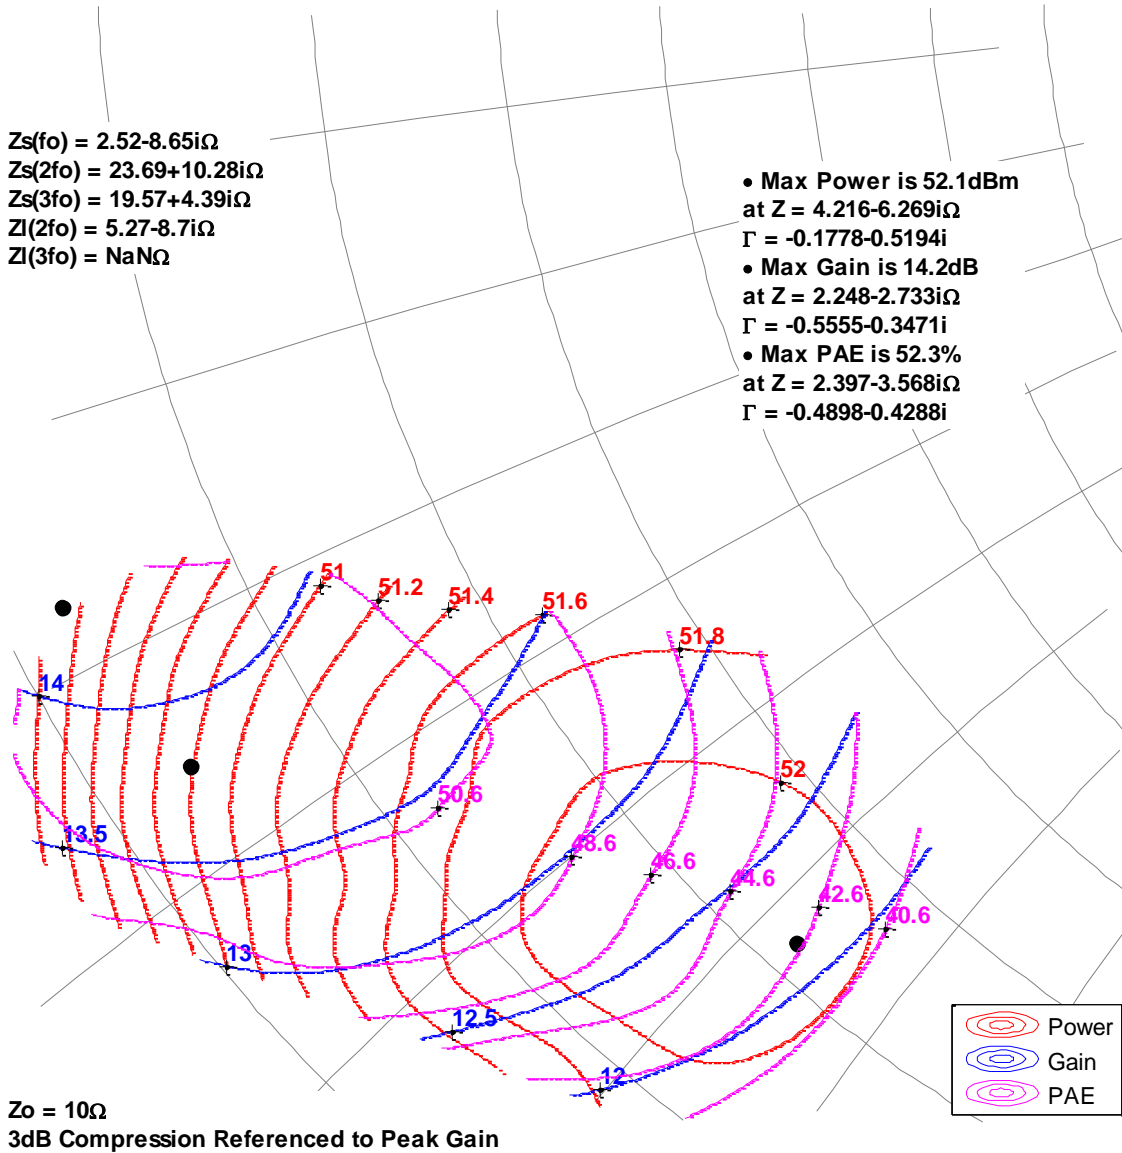 Zs(fo) = 2.52-8.65iΩ
Zs(2fo) = 23.69+10.28iΩ
Zs(3fo) = 19.57+4.39iΩ
Zl(2fo) = 5.27-8.7iΩ
Zl(3fo) = NaNΩ
● Max Power is 52.1dBm
at Z = 4.216-6.269iΩ
Γ = -0.1778-0.5194i
● Max Gain is 14.2dB
at Z = 2.248-2.733iΩ
Γ = -0.5555-0.3471i
● Max PAE is 52.3%
at Z = 2.397-3.568iΩ
Γ = -0.4898-0.4288i
51
51.2
51.4
51.6
51.8
14
52
50.6
13.5
48.6
46.6
44.6
42.6
40.6
13
12.5
12
Power
Gain
PAE
Zo = 10Ω
3dB Compression Referenced to Peak Gain